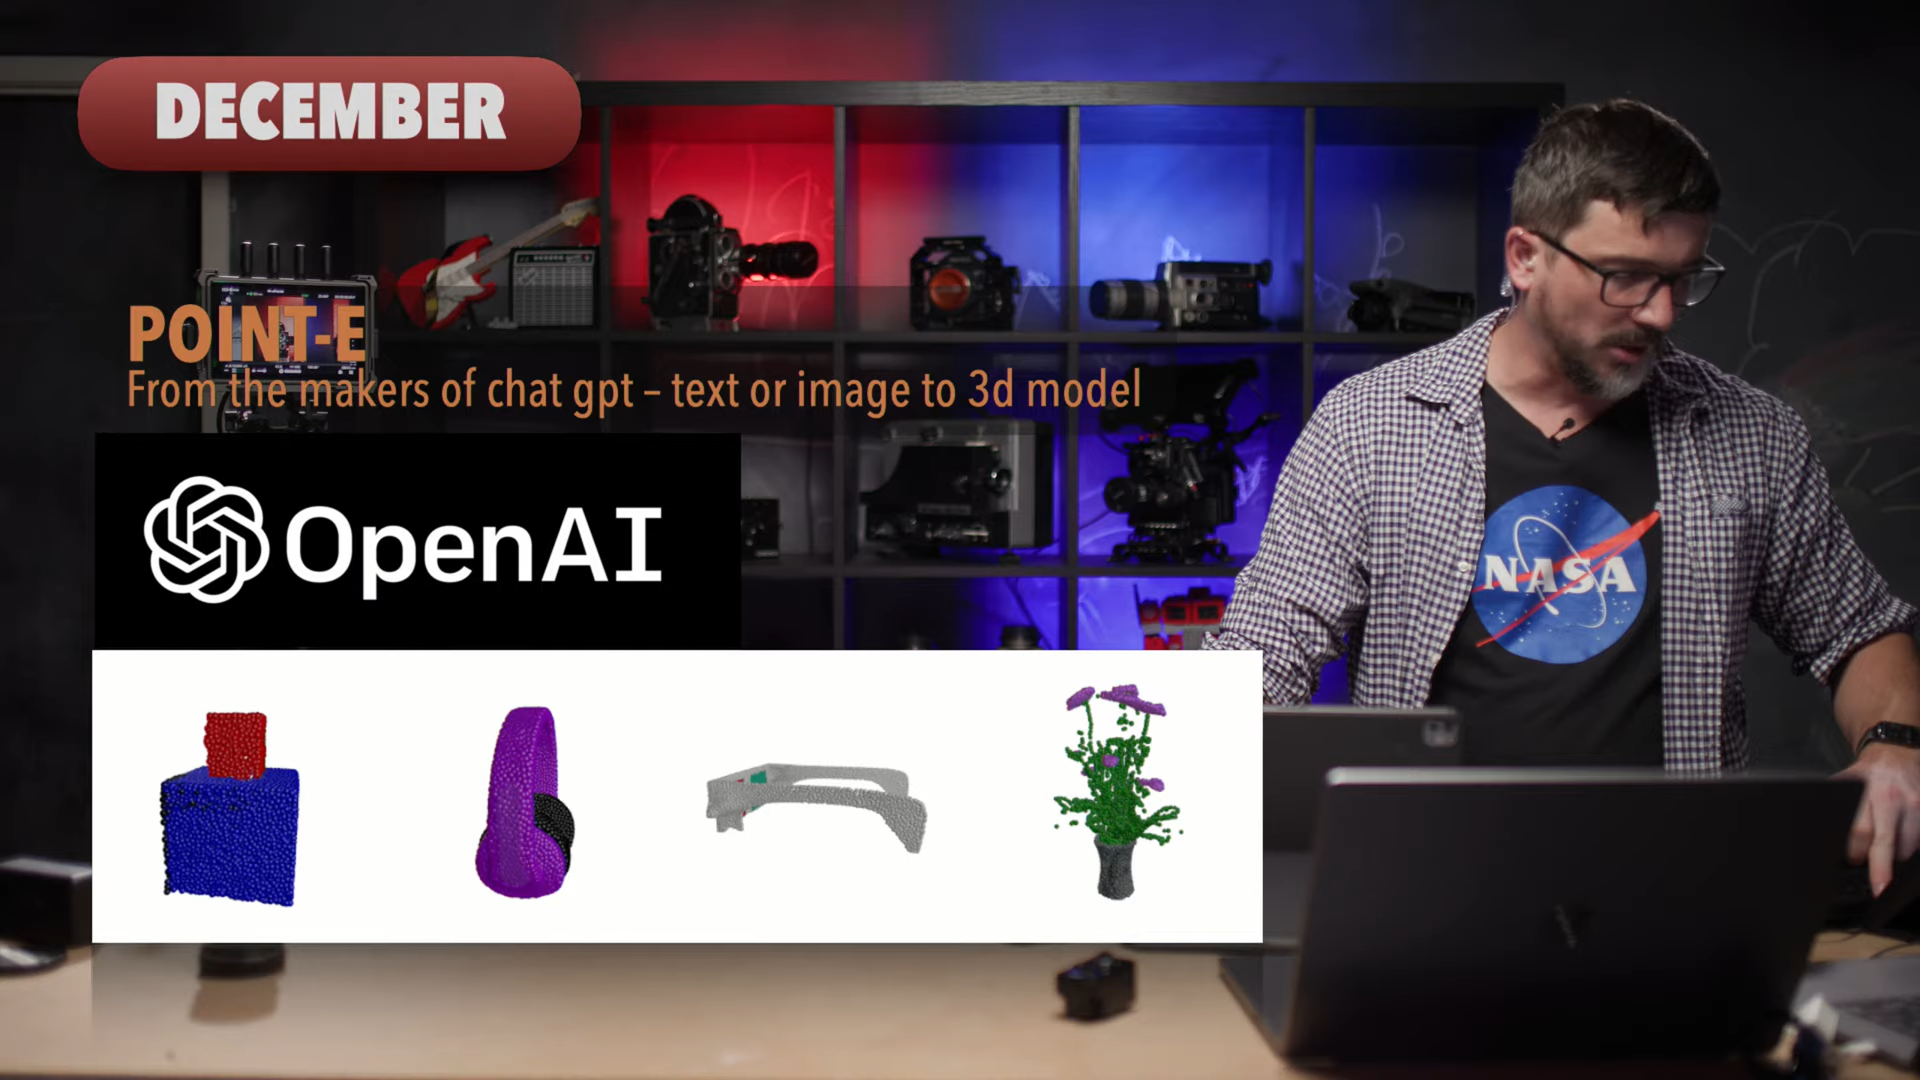 DECEMBER
POINT-E
From the makers of chat gpt – text or image to 3d model
OpenAI
NASA